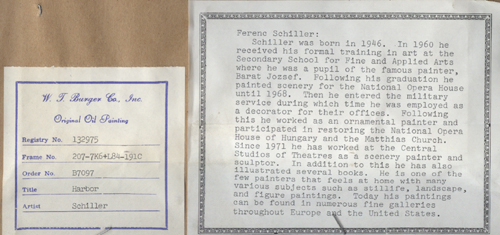 W. T. Burger Co., Inc.
Original Oil Painting
Registry No. 132975
Frame No. 207-7K6+L84-191C
Order No. B7097
Title Harbor
Artist Schiller
Ferenc Schiller:
Schiller was born in 1946. In 1960 he
received his formal training in art at the
Secondary School for Fine and Applied Arts
where he was a pupil of the famous painter,
Barat Jozsef. Following his graduation he
painted scenery for the National Opera House
until 1968. Then he entered the military
service during which time he was employed as
a decorator for their offices. Following
this he worked as an ornamental painter and
participated in restoring the National Opera
House of Hungary and the Matthias Church.
Since 1971 he has worked at the Central
Studios of Theatres as a scenery painter and
sculptor. In addition to this he has also
illustrated several books. He is one of the
few painters that feels at home with many
various subjects such as stillife, landscape,
and figure paintings. Today his paintings
can be found in numerous fine galleries
throughout Europe and the United States.